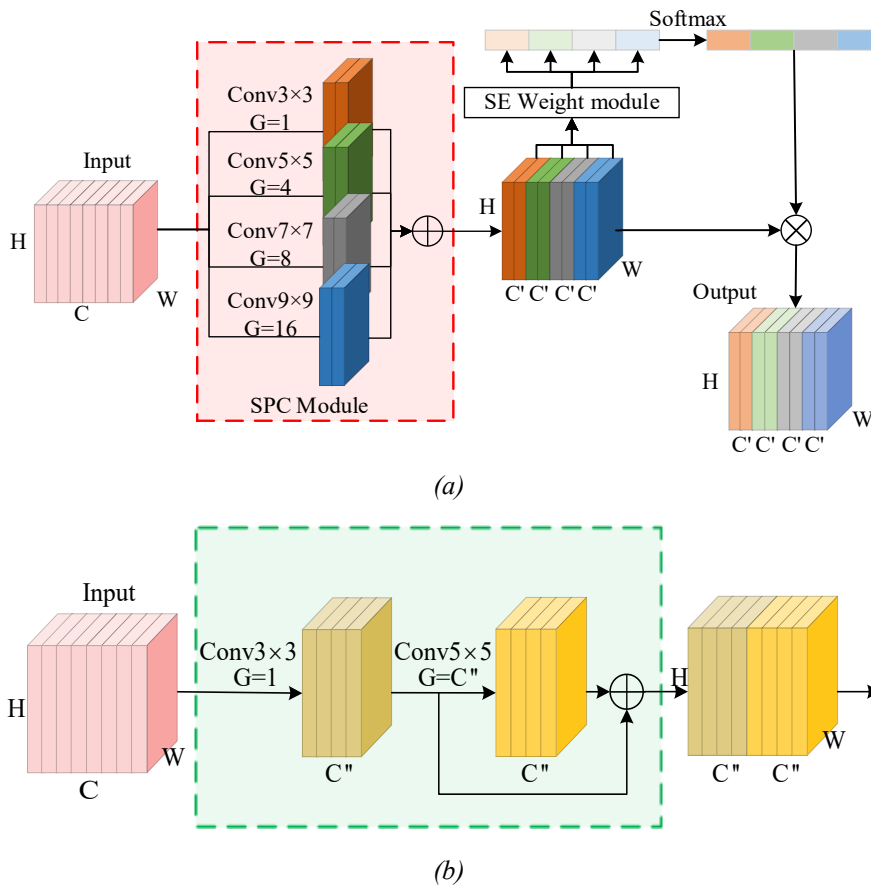 Softmax
SE Weight module
Conv3×3
G=1
Input
Conv5×5
G=4
H
H
Conv7×7
G=8
W
C
W
C' C' C' C'
Conv9×9
G=16
Output
SPC Module
H
W
C' C' C' C'
(a)
Input
Conv3×3
G=1
Conv5×5
G=C"
H
H
W
W
C
C"
C"
C" C"
(b)